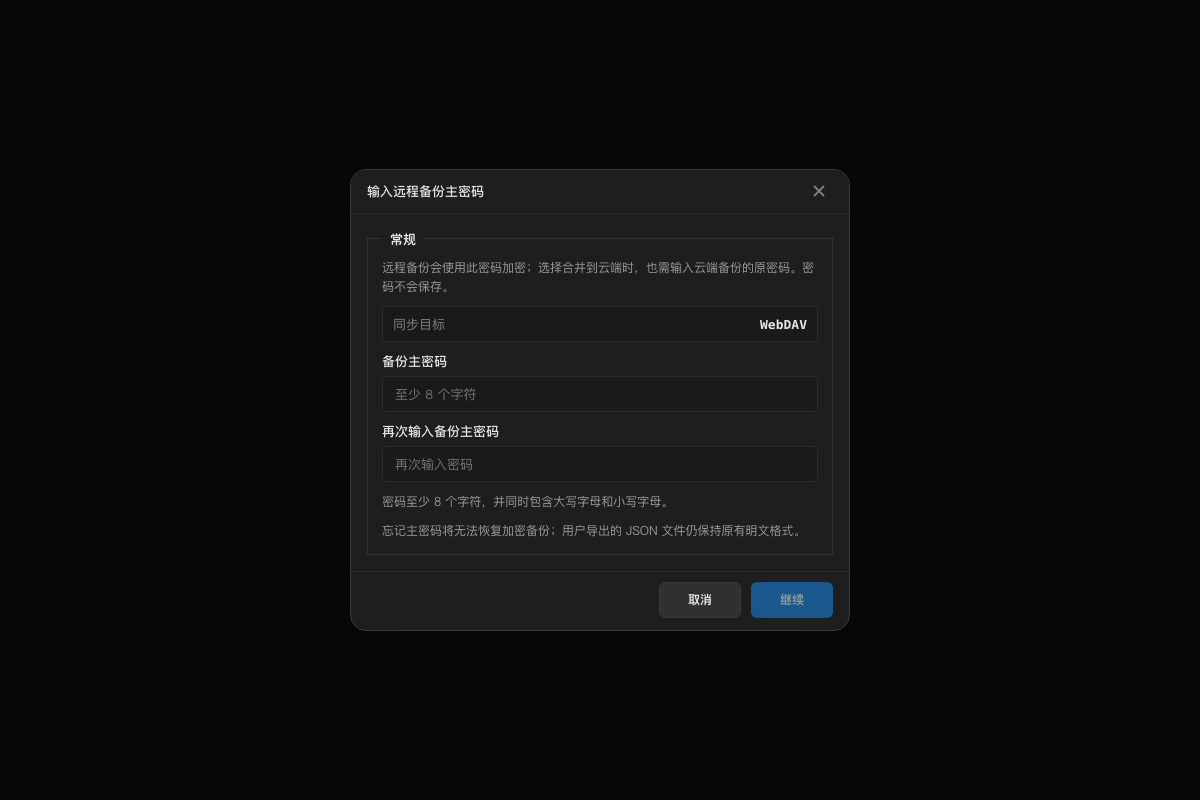 输入远程备份主密码
常规
远程备份会使用此密码加密；选择合并到云端时，也需输入云端备份的原密码。密
码不会保存。
同步目标 WebDAV
备份主密码
至少 8 个字符
再次输入备份主密码
再次输入密码
密码至少 8 个字符，并同时包含大写字母和小写字母。
忘记主密码将无法恢复加密备份；用户导出的 JSON 文件仍保持原有明文格式。
取消 继续